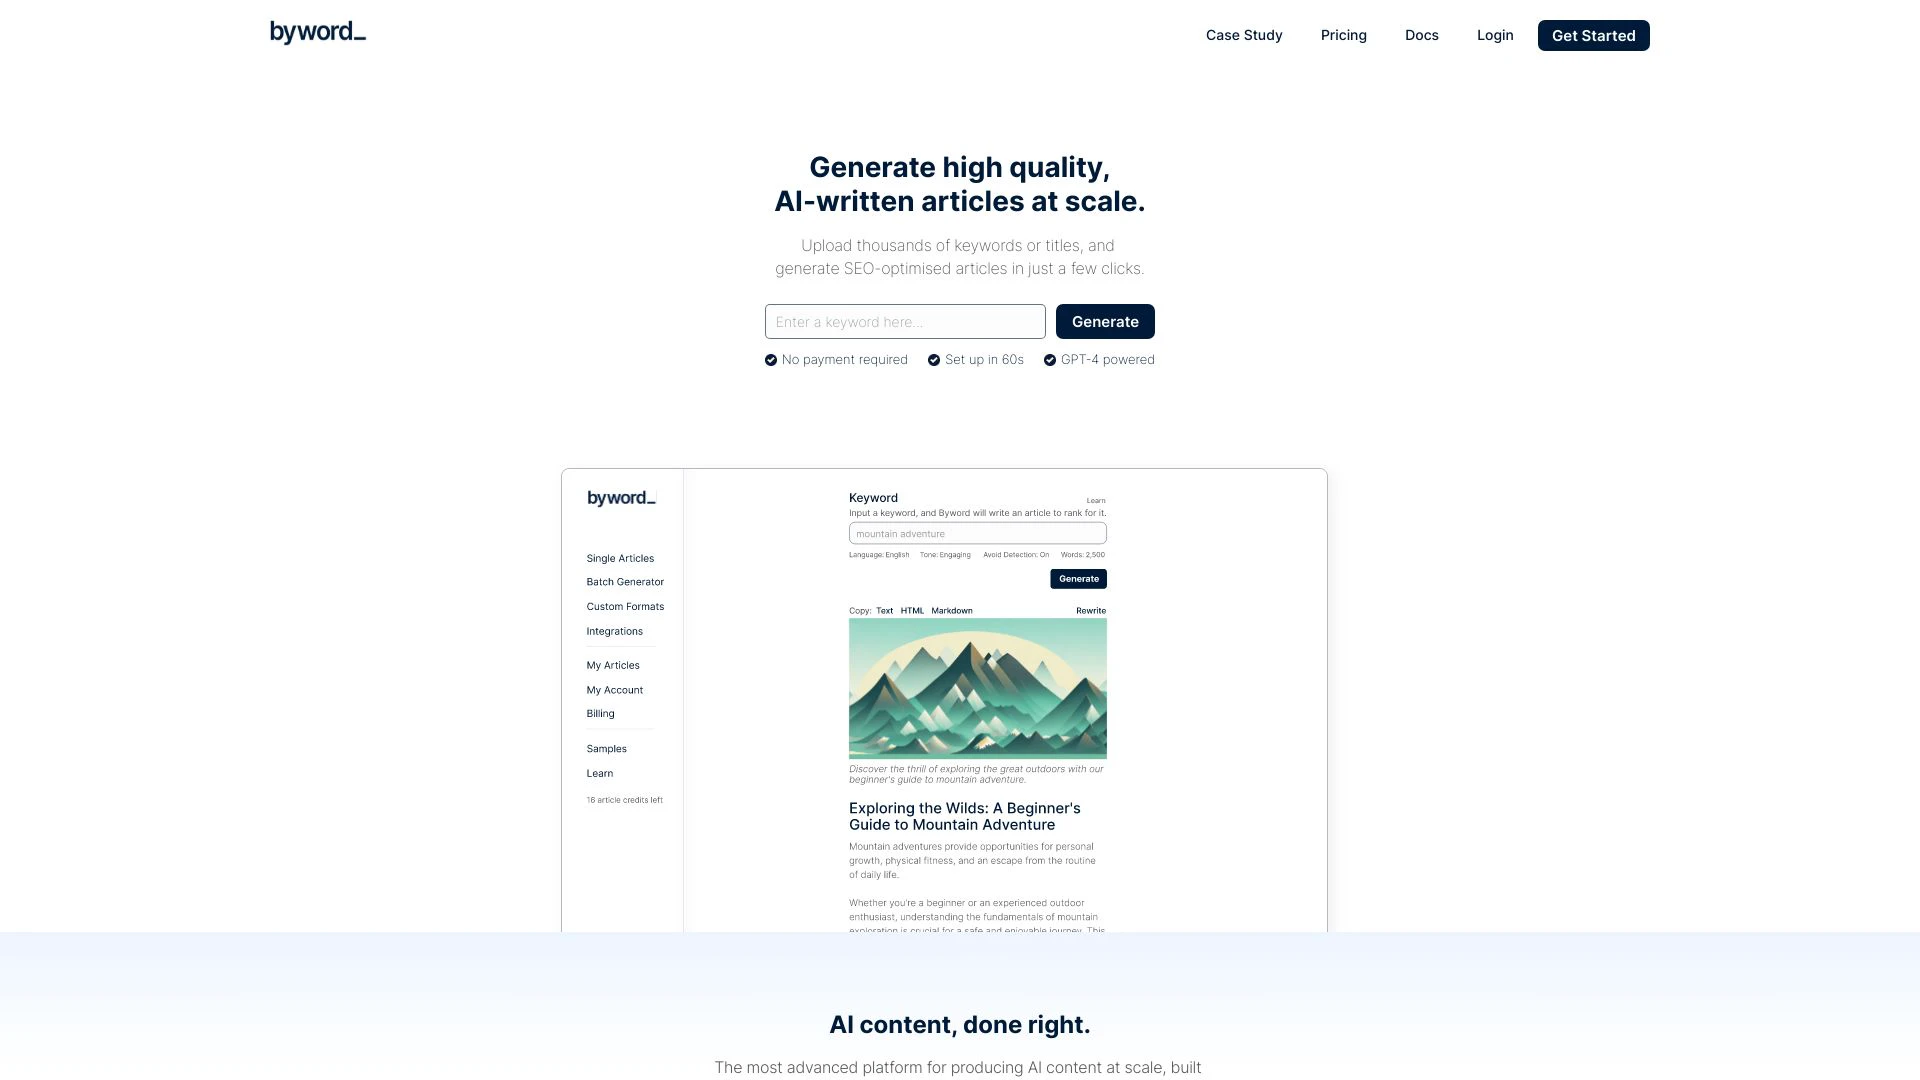 byword_
Case Study
Pricing
Docs
Login
Get Started
Generate high quality,
AI-written articles at scale.
Upload thousands of keywords or titles, and
generate SEO-optimised articles in just a few clicks.
Enter a keyword here...
Generate
No payment required
Set up in 60s
GPT-4 powered
byword_
Single Articles
Batch Generator
Custom Formats
Integrations
My Articles
My Account
Billing
Samples
Learn
16 article credits left
Keyword
Learn
Input a keyword, and Byword will write an article to rank for it.
mountain adventure
Language: English Tone: Engaging Avoid Detection: On Words: 2,500
Generate
Copy: Text HTML Markdown Rewrite
Discover the thrill of exploring the great outdoors with our
beginner's guide to mountain adventure.
Exploring the Wilds: A Beginner's
Guide to Mountain Adventure
Mountain adventures provide opportunities for personal
growth, physical fitness, and an escape from the routine
of daily life.
Whether you're a beginner or an experienced outdoor
enthusiast, understanding the fundamentals of mountain
exploration is crucial for a safe and enjoyable journey. This
AI content, done right.
The most advanced platform for producing AI content at scale, built